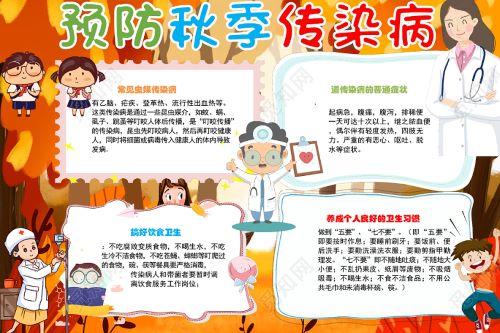 预防秋季传染病
常见虫媒传染病
有乙脑、疟疾、登革热、流行性出血热等、
这类传染病是通过一些昆虫媒介，如蚊、螨、
虱子、跳蚤等叮咬人体后传播，是“叮咬传播”
的传染病，昆虫先叮咬病人，然后再叮咬健康
人，同时将细菌或病毒传入健康人的体内导致
发病。
道传染病的普通症状
起病急，腹痛，腹泻，排稀便
一天可达十次以上，继之脓血便
，偶尔伴有轻度发热，四肢无
力。严重的有恶心、呕吐、脱
水等症状。
搞好饮食卫生
：不吃腐败变质食物，不喝生水、不吃
生冷不洁食物、不吃苍蝇、蟑螂等叮爬过
的食物，碗、筷等餐具要严格消毒。
传染病人和带菌者要暂时调
离饮食服务工作岗位；
养成个人良好的卫生习惯
做到“五要”，“七不要”，（即“五要”
即要按时作息；要睡前刷牙；要饭前、便
后洗手；要勤洗澡洗衣服；要勤剪指甲勤
理发。“七不要”即不随地吐痰；不随地大
小便；不乱扔果皮、纸屑等废物；不吸烟
吸毒；不喝生水；不食不洁食品；不用公
共毛巾和未消毒杯碗、筷。）